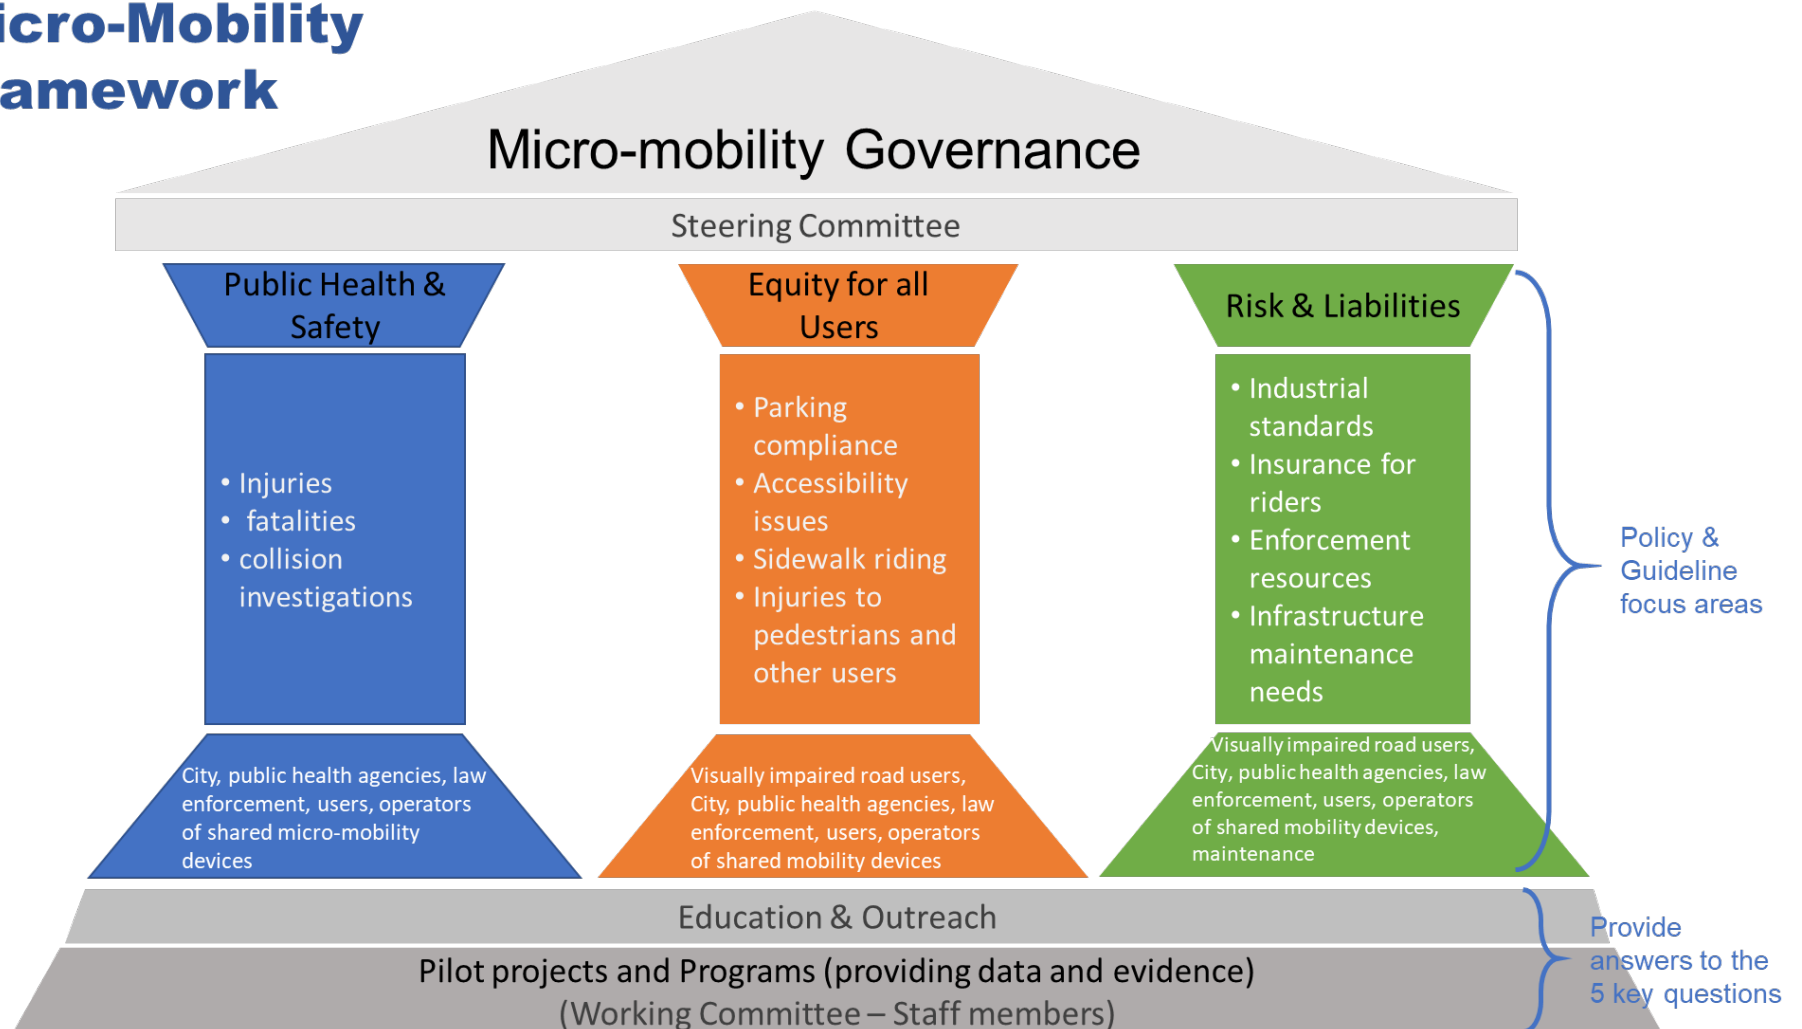 icro-Mobility
amework
Micro-mobility Governance
Steering Committee
Public Health &
Safety
• Injuries
• fatalities
• collision
investigations
City, public health agencies, law
enforcement, users, operators
of shared micro-mobility
devices
Equity for all
Users
• Parking
compliance
• Accessibility
issues
• Sidewalk riding
• Injuries to
pedestrians and
other users
Visually impaired road users,
City, public health agencies, law
enforcement, users, operators
of shared mobility devices
Risk & Liabilities
• Industrial
standards
• Insurance for
riders
• Enforcement
resources
• Infrastructure
maintenance
needs
Visually impaired road users,
City, public health agencies, law
enforcement, users, operators
of shared mobility devices,
maintenance
Policy &
Guideline
focus areas
Education & Outreach
Pilot projects and Programs (providing data and evidence)
(Working Committee – Staff members)
Provide
answers to the
5 key questions